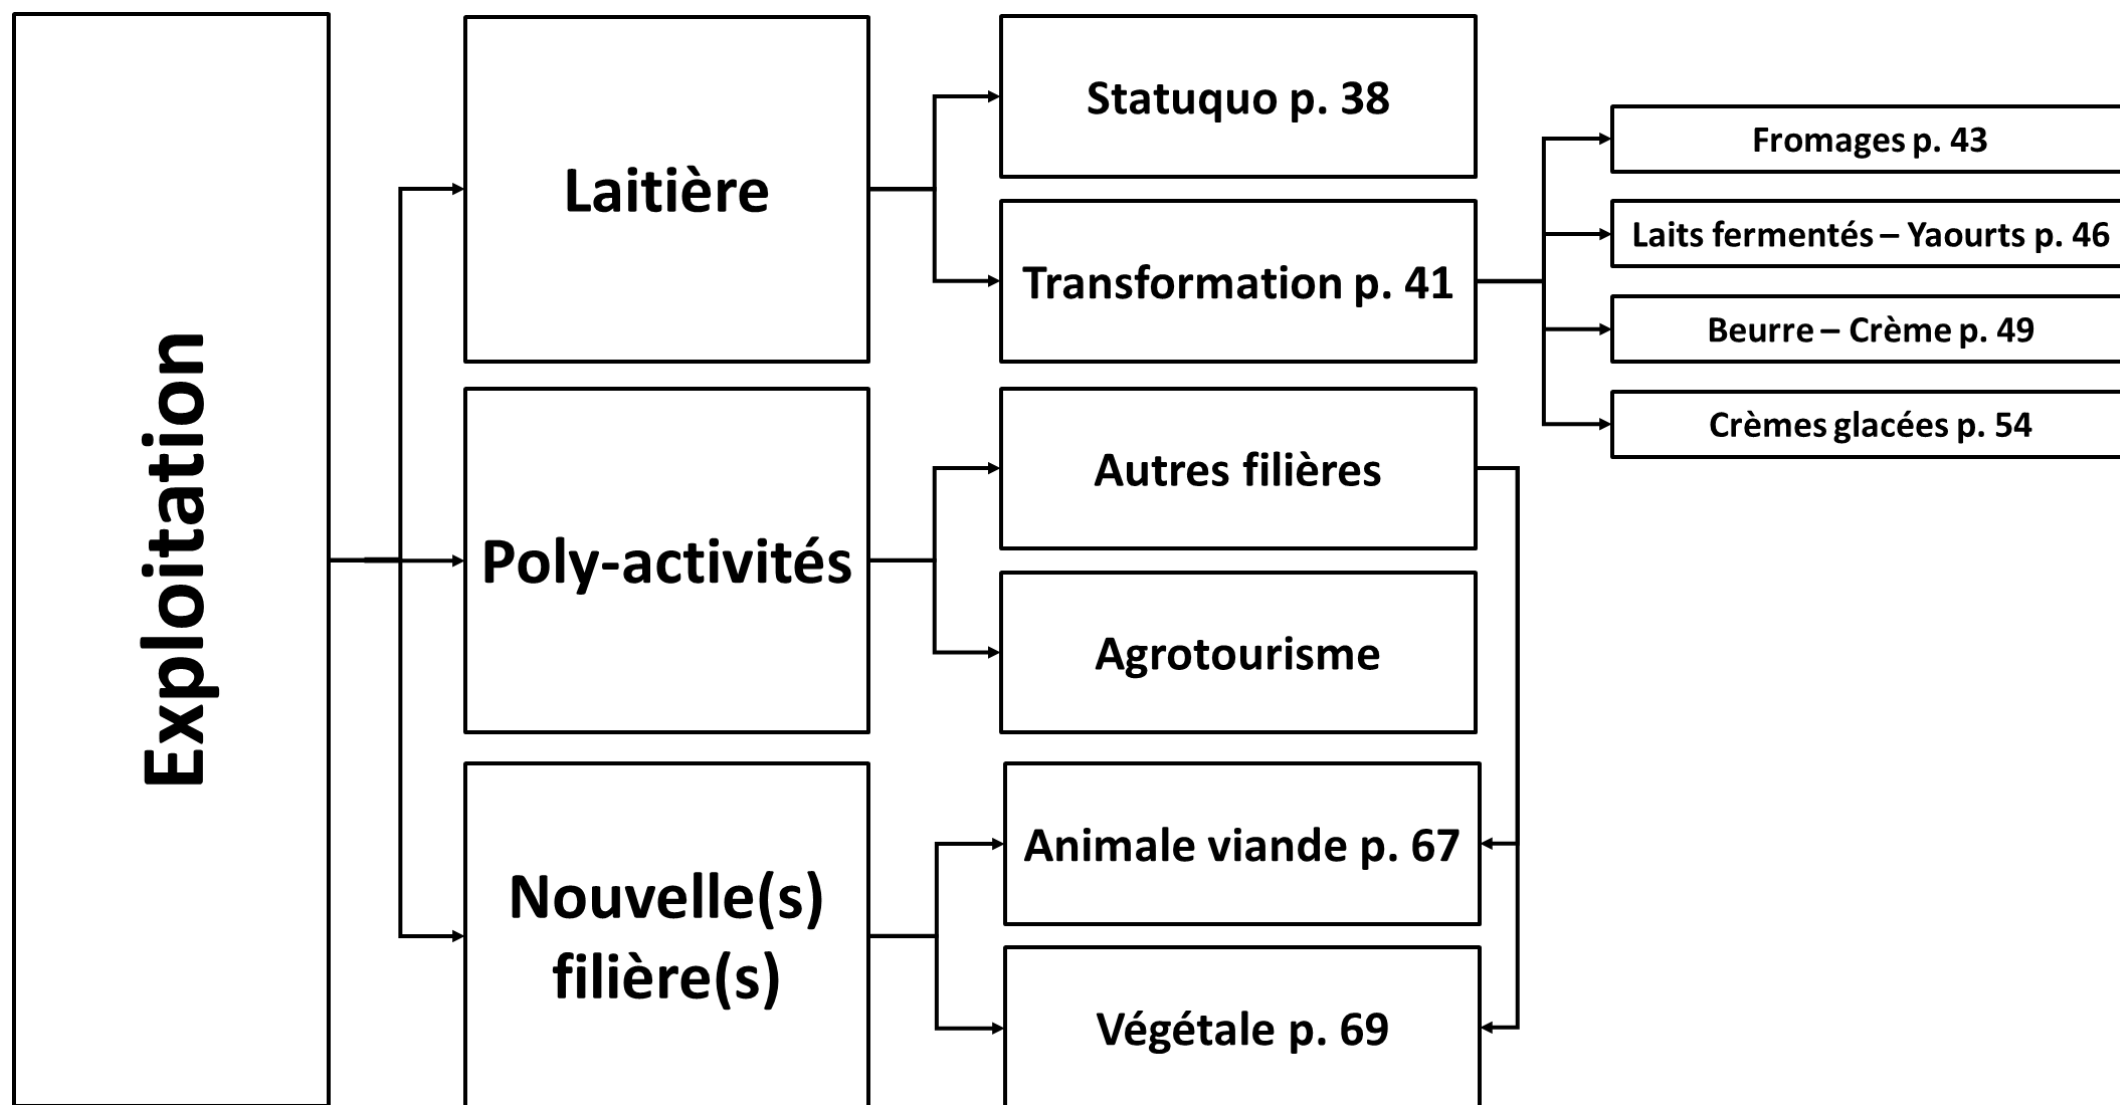 Exploitation
Laitière
Statuquo p. 38
Transformation p. 41
Fromages p. 43
Laits fermentés – Yaourts p. 46
Beurre – Crème p. 49
Crèmes glacées p. 54
Poly-activités
Autres filières
Agrotourisme
Nouvelle(s)
filière(s)
Animale viande p. 67
Végétale p. 69